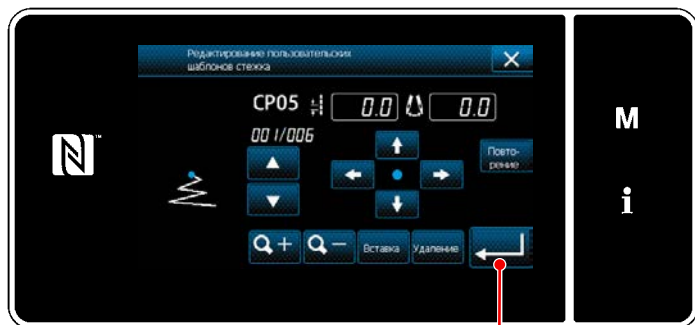 Редактирование пользовательских
шаблонов стежка
CP05 0.0 0.0
001/006
Повто-
рение
+ − Вставка Удаление
M
i